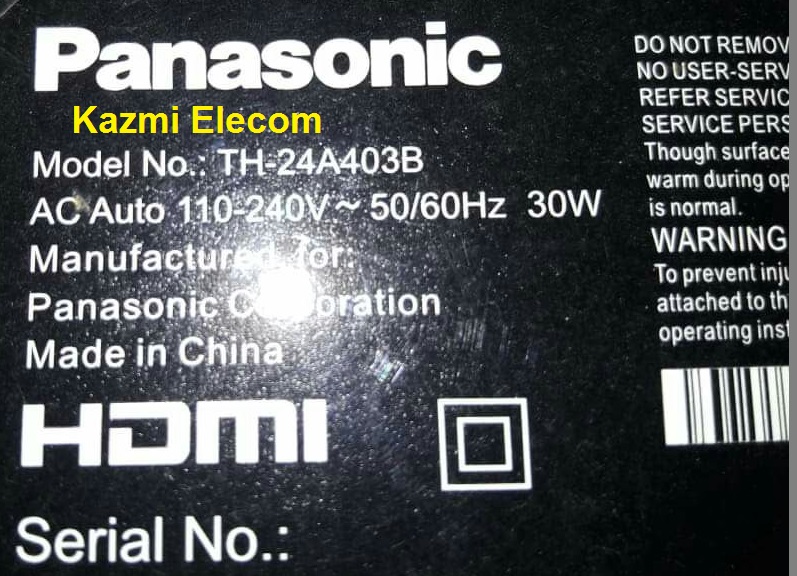 Panasonic
Kazmi Elecom
Model No.: TH-24A403B
AC Auto 110-240V~ 50/60Hz 30W
Manufactured for:
Panasonic Corporation
Made in China
HDMI
Serial No.:
DO NOT REMOV
NO USER-SERV
REFER SERVIC
SERVICE PERS
Though surface
warm during op
is normal.
WARNING
To prevent inju
attached to th
operating inst